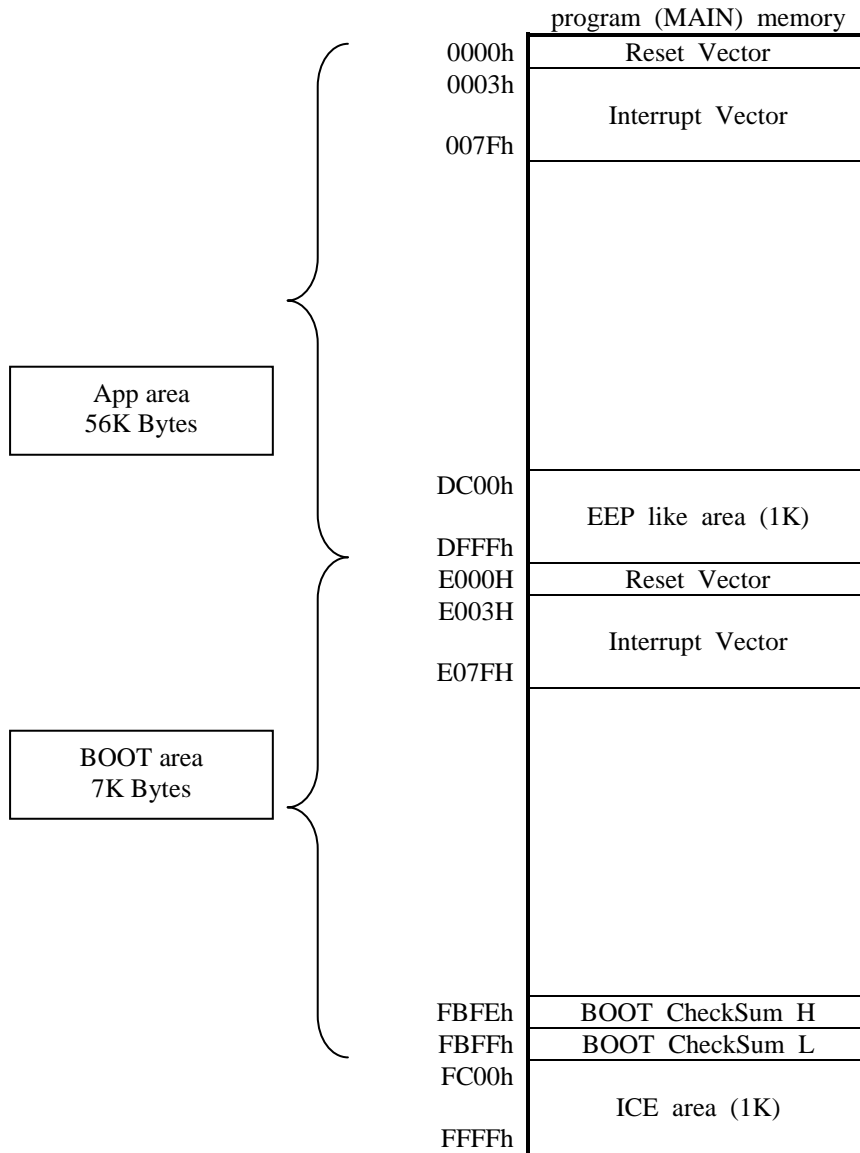 program (MAIN) memory
0000h
Reset Vector
0003h
Interrupt Vector
007Fh
App area
56K Bytes
DC00h
EEP like area (1K)
DFFFh
E000H
Reset Vector
E003H
Interrupt Vector
E07FH
BOOT area
7K Bytes
FBFEh
BOOT CheckSum H
FBFFh
BOOT CheckSum L
FC00h
ICE area (1K)
FFFFh